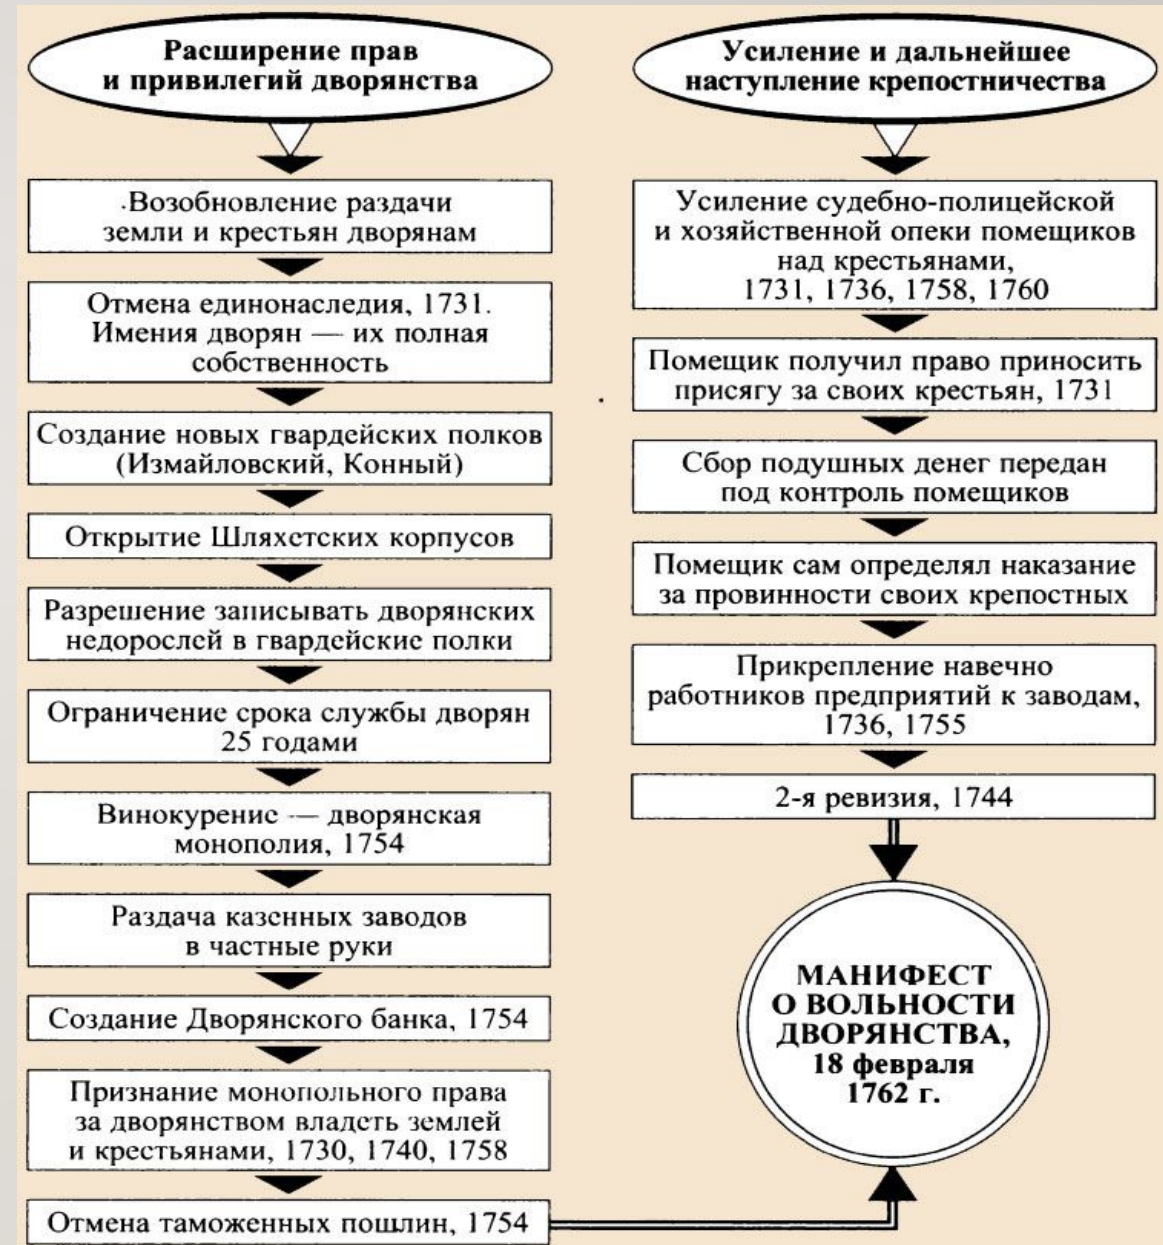 Расширение прав
и привилегий дворянства
Возобновление раздачи
земли и крестьян дворянам
Отмена единонаследия, 1731.
Имения дворян — их полная
собственность
Создание новых гвардейских полков
(Измайловский, Конный)
Открытие Шляхетских корпусов
Разрешение записывать дворянских
недорослей в гвардейские полки
Ограничение срока службы дворян
25 годами
Винокурение — дворянская
монополия, 1754
Раздача казенных заводов
в частные руки
Создание Дворянского банка, 1754
Признание монопольного права
за дворянством владеть землей
и крестьянами, 1730, 1740, 1758
Отмена таможенных пошлин, 1754
Усиление и дальнейшее
наступление крепостничества
Усиление судебно-полицейской
и хозяйственной опеки помещиков
над крестьянами,
1731, 1736, 1758, 1760
Помещик получил право приносить
присягу за своих крестьян, 1731
Сбор подушных денег передан
под контроль помещиков
Помещик сам определял наказание
за провинности своих крепостных
Прикрепление навечно
работников предприятий к заводам,
1736, 1755
2-я ревизия, 1744
МАНИФЕСТ
О ВОЛЬНОСТИ
ДВОРЯНСТВА,
18 февраля
1762 г.